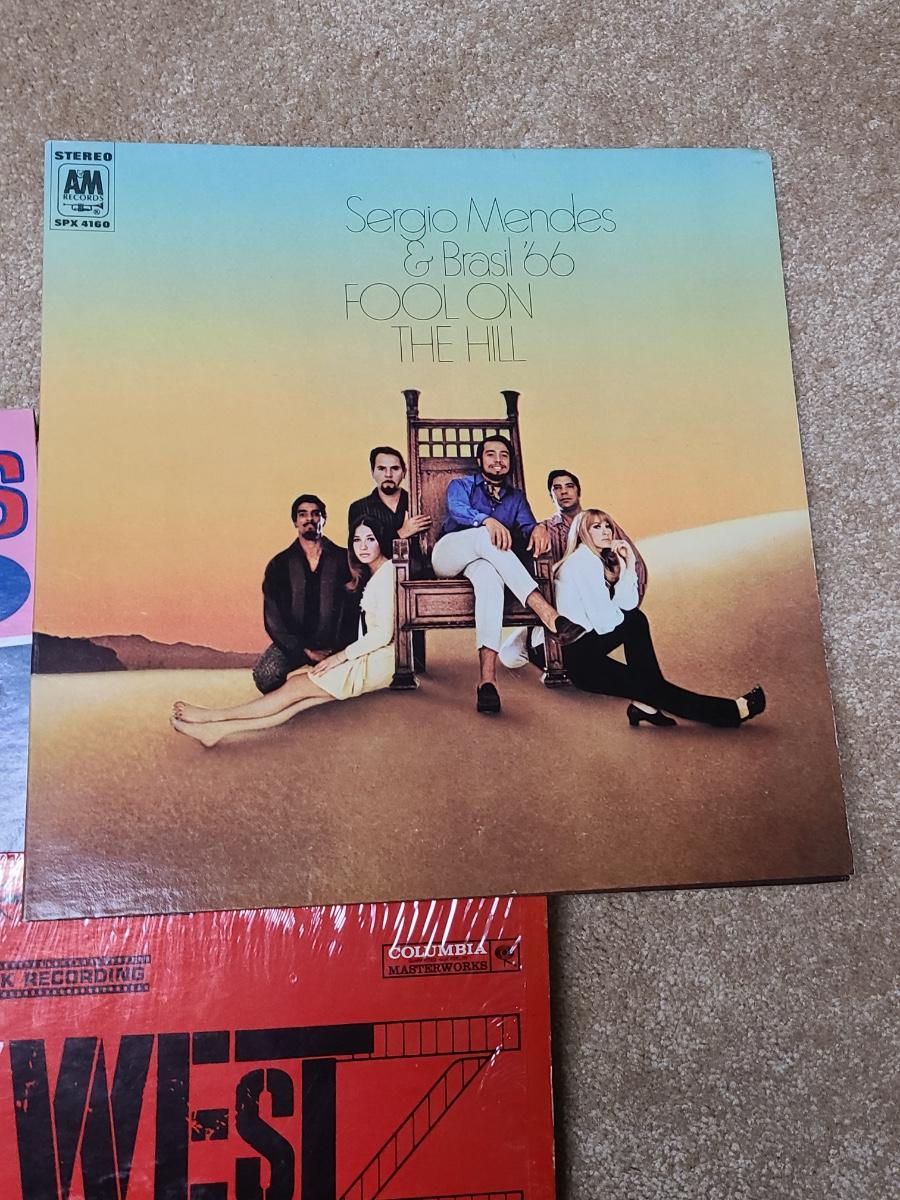 STEREO
A&M
RECORDS
®
SPX 4160
Sergio Mendes
& Brasil '66
FOOL ON
THE HILL
S
COLUMBIA
MASTERWORKS
K RECORDING
WEST